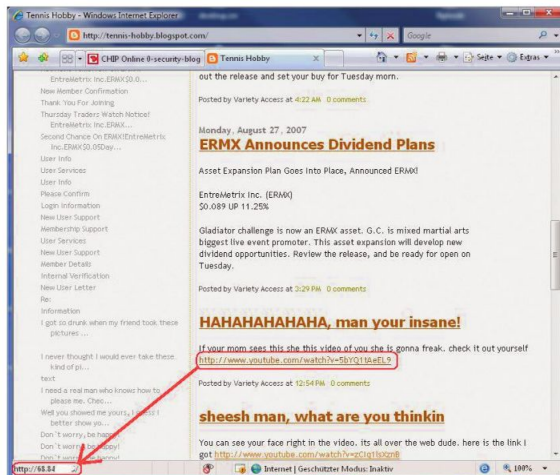 Tennis Hobby - Windows Internet Explorer
http://tennis-hobby.blogspot.com/
Google
CHIP Online i-security-blog
Tennis Hobby
Seite
Extras
EntreMetrix Inc.ERMX$0.0...
New Member Confirmation
Thank You For Joining
Thursday Traders Watch Notice!
EntreMetrix Inc.ERMX...
Second Chance On ERMX!EntreMetrix
Inc.ERMX$0.05Day...
User Info
User Services
User Info
Please Confirm
Login Information
New User Support
Membership Support
User Services
New User Support
Member Details
Internal Verification
New User Letter
Re:
Information
I got so drunk when my friend took these
pictures ...
I never thought I would ever take these
kind of pi...
text
I need a real man who knows how to
please me. Chec...
Well you showed me yours, I guess I
better show yo...
Don´t worry, be happy!
Don´t worry, be happy!
Don´t worry, be happy!
out the release and set your buy for Tuesday morn.
Posted by Variety Access at 4:22 AM 0 comments
Monday, August 27, 2007
ERMX Announces Dividend Plans
Asset Expansion Plan Goes Into Place, Announced ERMX!
EntreMetrix Inc. (ERMX)
$0.089 UP 11.25%
Gladiator challenge is now an ERMX asset. G.C. is mixed martial arts
biggest live event promoter. This asset expansion will develop new
dividend opportunities. Review the release, and be ready for open on
Tuesday.
Posted by Variety Access at 3:29 PM 0 comments
HAHAHAHAHAHA, man your insane!
If your mom sees this she this video of you she is gonna freak. check it out yourself
http://www.youtube.com/watch?v=5bYQ1tAeEL9
Posted by Variety Access at 12:54 PM 0 comments
sheesh man, what are you thinkin
You can see your face right in the video. its all over the web dude. here is the link I
got
http://68.84
Internet | Geschützter Modus: Inaktiv
100%